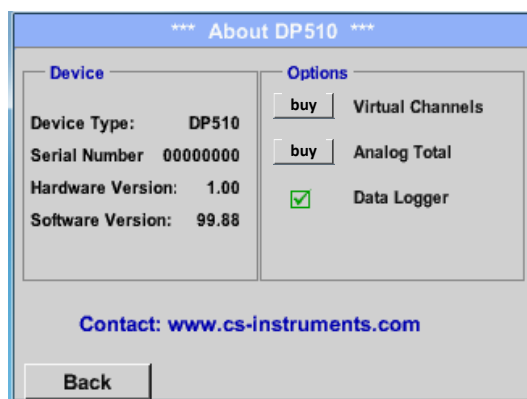 *** About DP510 ***
Device
Device Type: DP510
Serial Number 00000000
Hardware Version: 1.00
Software Version: 99.88
Options
buy Virtual Channels
buy Analog Total
Data Logger
Contact: www.cs-instruments.com
Back